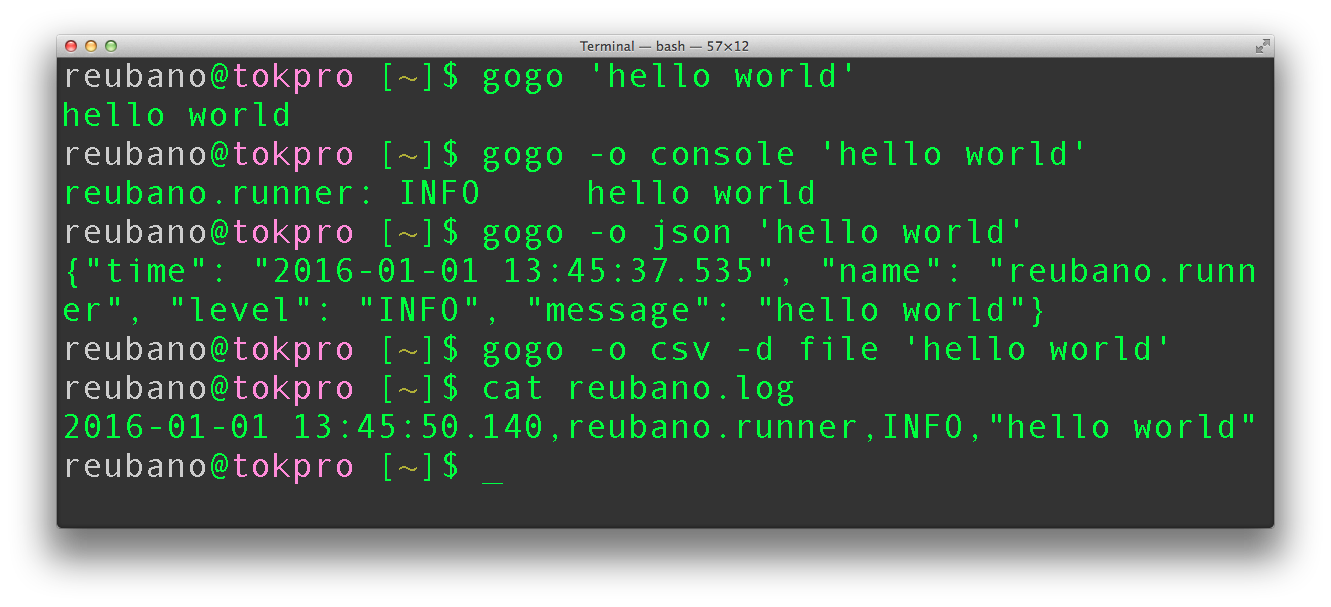 Terminal — bash — 57×12
reubano@tokpro [~]$ gogo 'hello world'
hello world
reubano@tokpro [~]$ gogo -o console 'hello world'
reubano.runner: INFO     hello world
reubano@tokpro [~]$ gogo -o json 'hello world'
{"time": "2016-01-01 13:45:37.535", "name": "reubano.runn
er", "level": "INFO", "message": "hello world"}
reubano@tokpro [~]$ gogo -o csv -d file 'hello world'
reubano@tokpro [~]$ cat reubano.log
2016-01-01 13:45:50.140,reubano.runner,INFO,"hello world"
reubano@tokpro [~]$ _